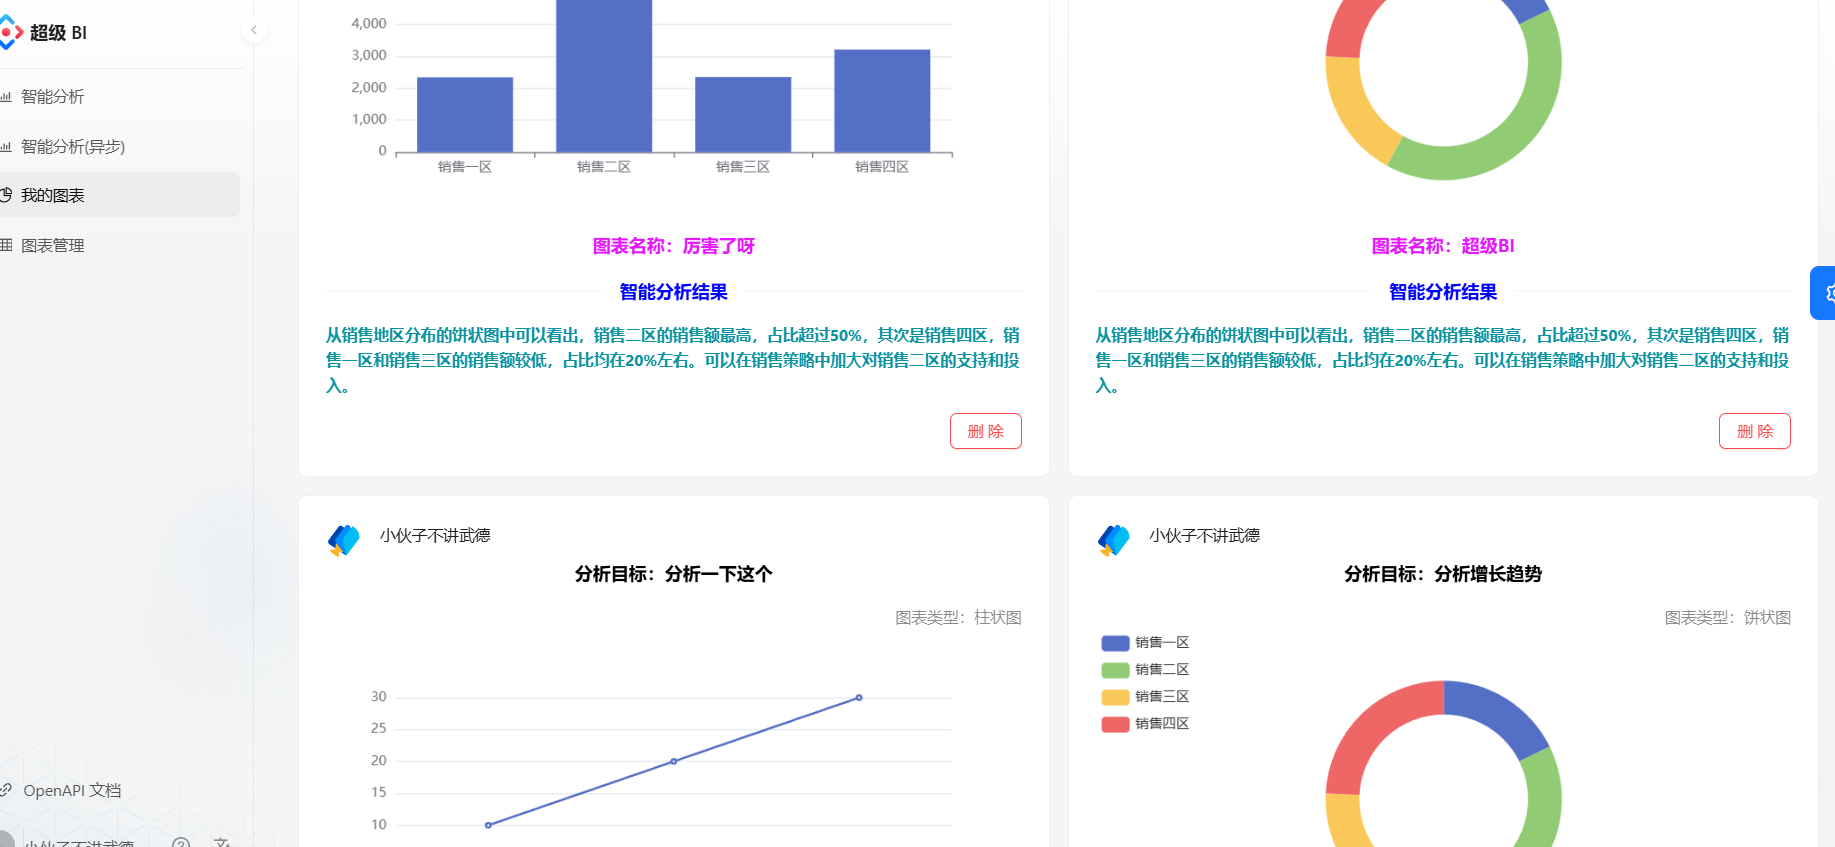 超级 BI
智能分析
智能分析(异步)
我的图表
图表管理
OpenAPI 文档
小伙子不讲武德
4,000
3,000
2,000
1,000
0
销售一区
销售二区
销售三区
销售四区
图表名称：厉害了呀
智能分析结果
从销售地区分布的饼状图中可以看出，销售二区的销售额最高，占比超过50%，其次是销售四区，销
售一区和销售三区的销售额较低，占比均在20%左右。可以在销售策略中加大对销售二区的支持和投
入。
删 除
图表名称：超级BI
智能分析结果
从销售地区分布的饼状图中可以看出，销售二区的销售额最高，占比超过50%，其次是销售四区，销
售一区和销售三区的销售额较低，占比均在20%左右。可以在销售策略中加大对销售二区的支持和投
入。
删 除
小伙子不讲武德
分析目标：分析一下这个
图表类型：柱状图
30
25
20
15
10
小伙子不讲武德
分析目标：分析增长趋势
图表类型：饼状图
销售一区
销售二区
销售三区
销售四区